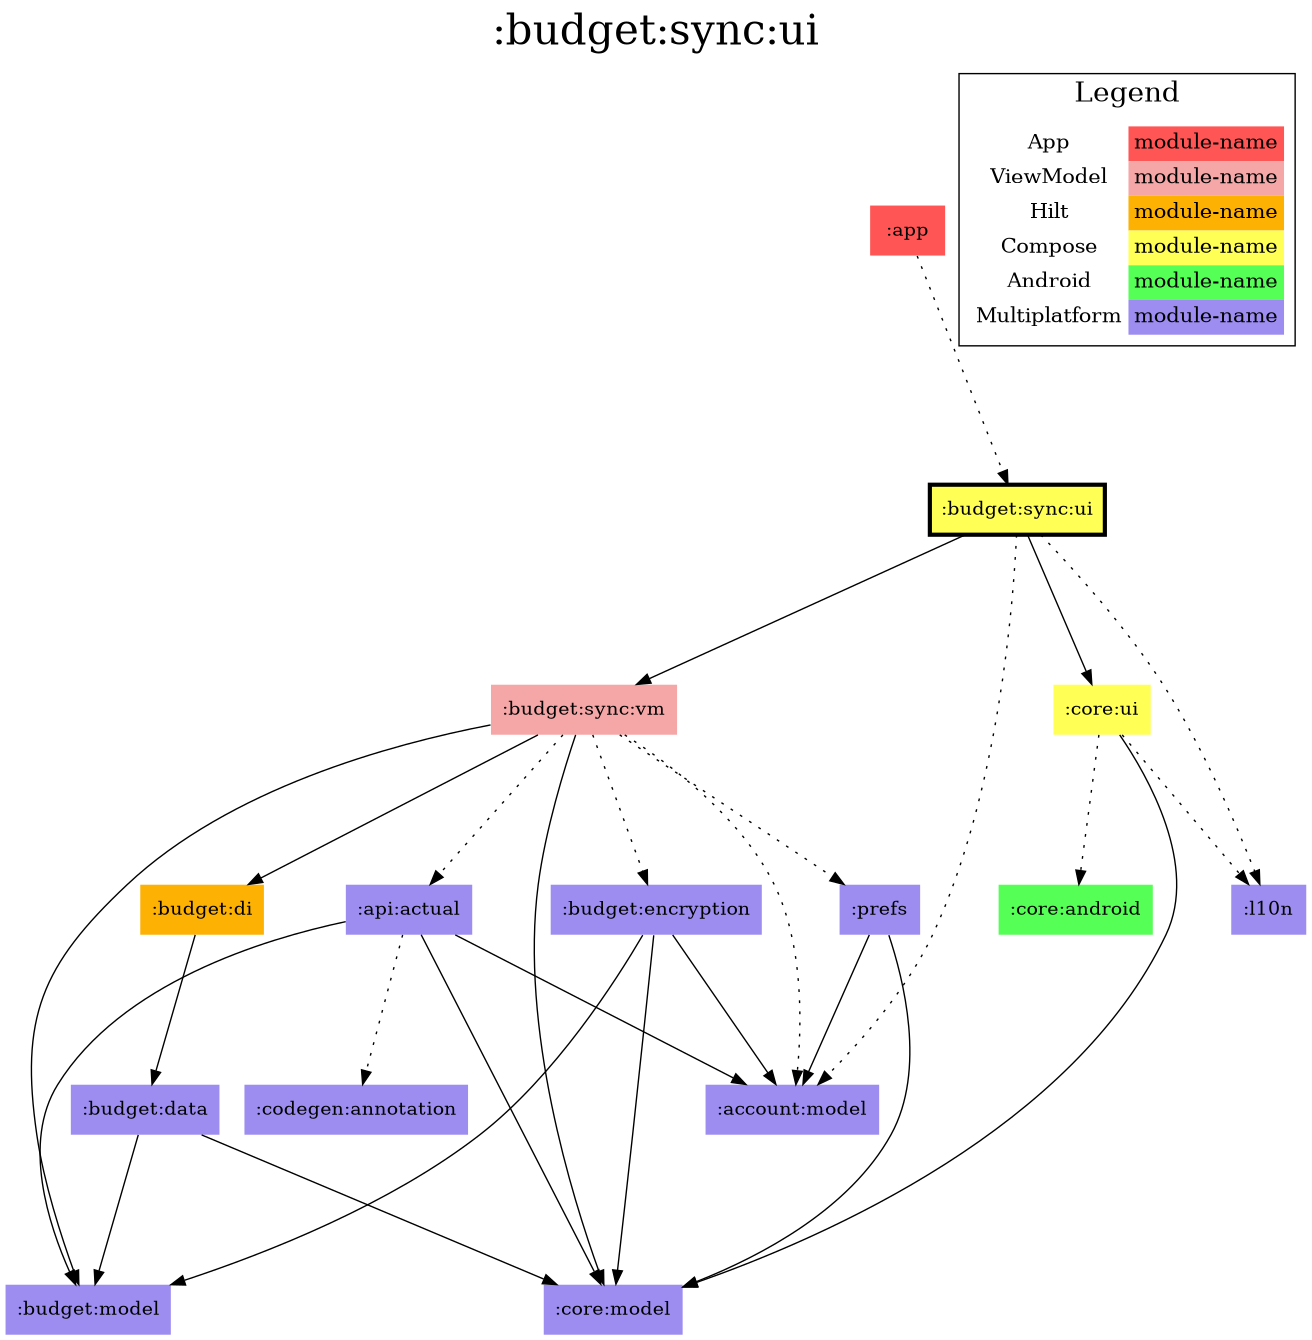 :budget:sync:ui
Legend
App module-name
ViewModel module-name
Hilt module-name
Compose module-name
Android module-name
Multiplatform module-name
:app
:budget:sync:ui
:budget:sync:vm
:core:ui
:budget:di
:api:actual
:budget:encryption
:prefs
:core:android
:l10n
:budget:data
:codegen:annotation
:account:model
:budget:model
:core:model